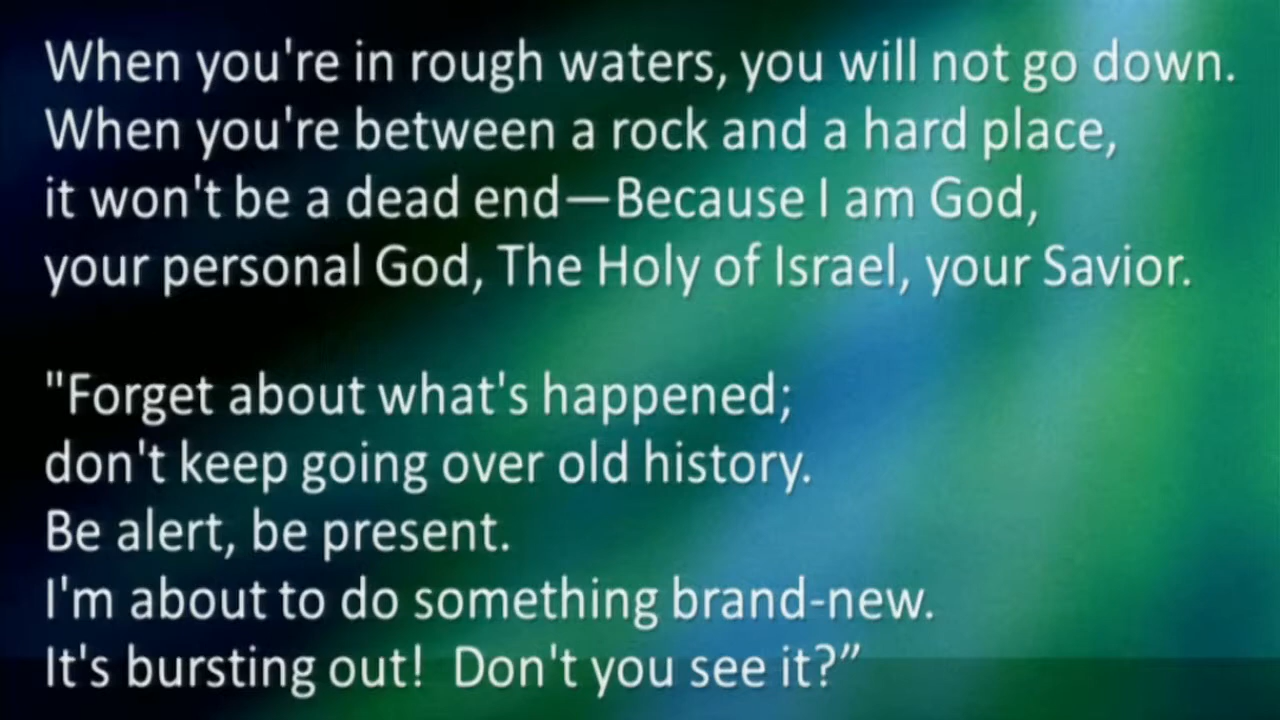 When you're in rough waters, you will not go down.
When you're between a rock and a hard place,
it won't be a dead end—Because I am God,
your personal God, The Holy of Israel, your Savior.
"Forget about what's happened;
don't keep going over old history.
Be alert, be present.
I'm about to do something brand-new.
It's bursting out!  Don't you see it?”